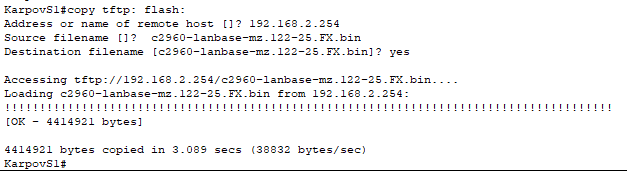 KarpovS1#copy tftp: flash:
Address or name of remote host []? 192.168.2.254
Source filename []?  c2960-lanbase-mz.122-25.FX.bin
Destination filename [c2960-lanbase-mz.122-25.FX.bin]? yes

Accessing tftp://192.168.2.254/c2960-lanbase-mz.122-25.FX.bin....
Loading c2960-lanbase-mz.122-25.FX.bin from 192.168.2.254:
!!!!!!!!!!!!!!!!!!!!!!!!!!!!!!!!!!!!!!!!!!!!!!!!!!!!!!!!!!!!!!!!!!!!!!!!!!!!!!!!!!!!!!!
[OK - 4414921 bytes]

4414921 bytes copied in 3.089 secs (38832 bytes/sec)
KarpovS1#